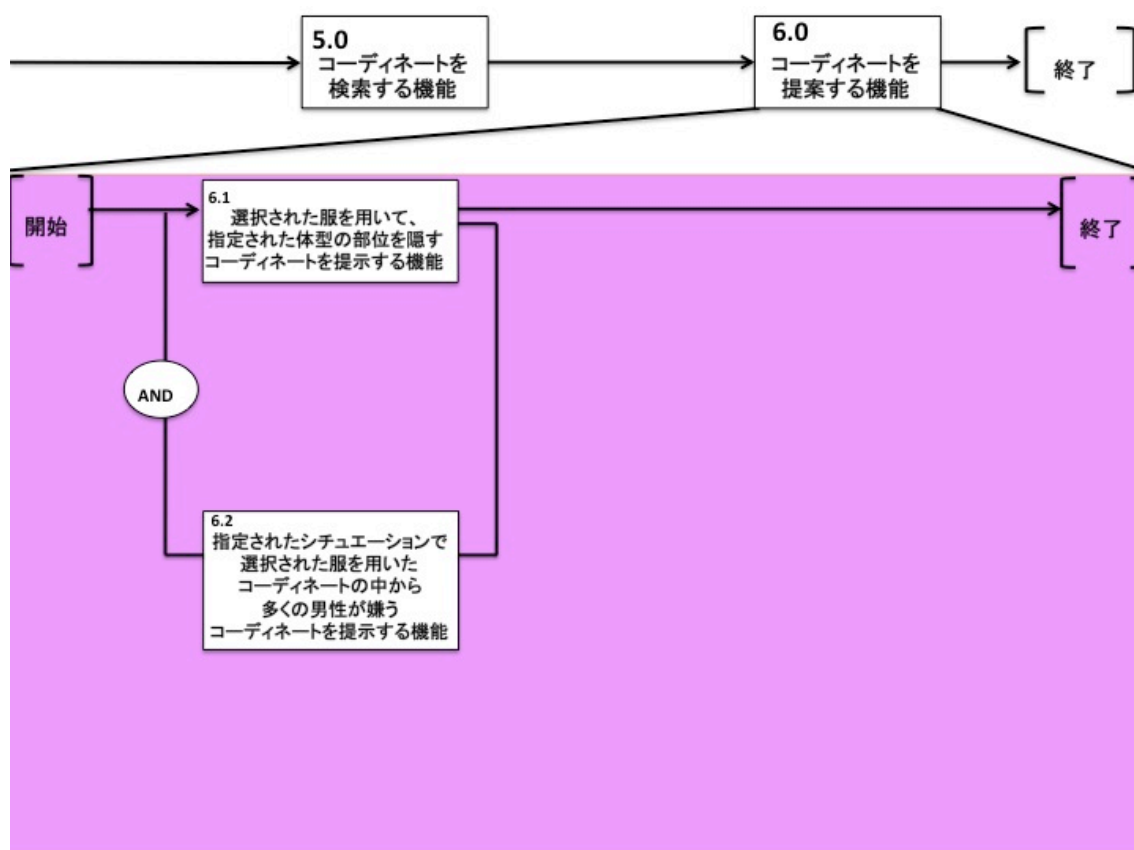 5.0
コーディネートを
検索する機能
6.0
コーディネートを
提案する機能
終了
開始
6.1
選択された服を用いて、
指定された体型の部位を隠す
コーディネートを提示する機能
終了
AND
6.2
指定されたシチュエーションで
選択された服を用いた
コーディネートの中から
多くの男性が嫌う
コーディネートを提示する機能